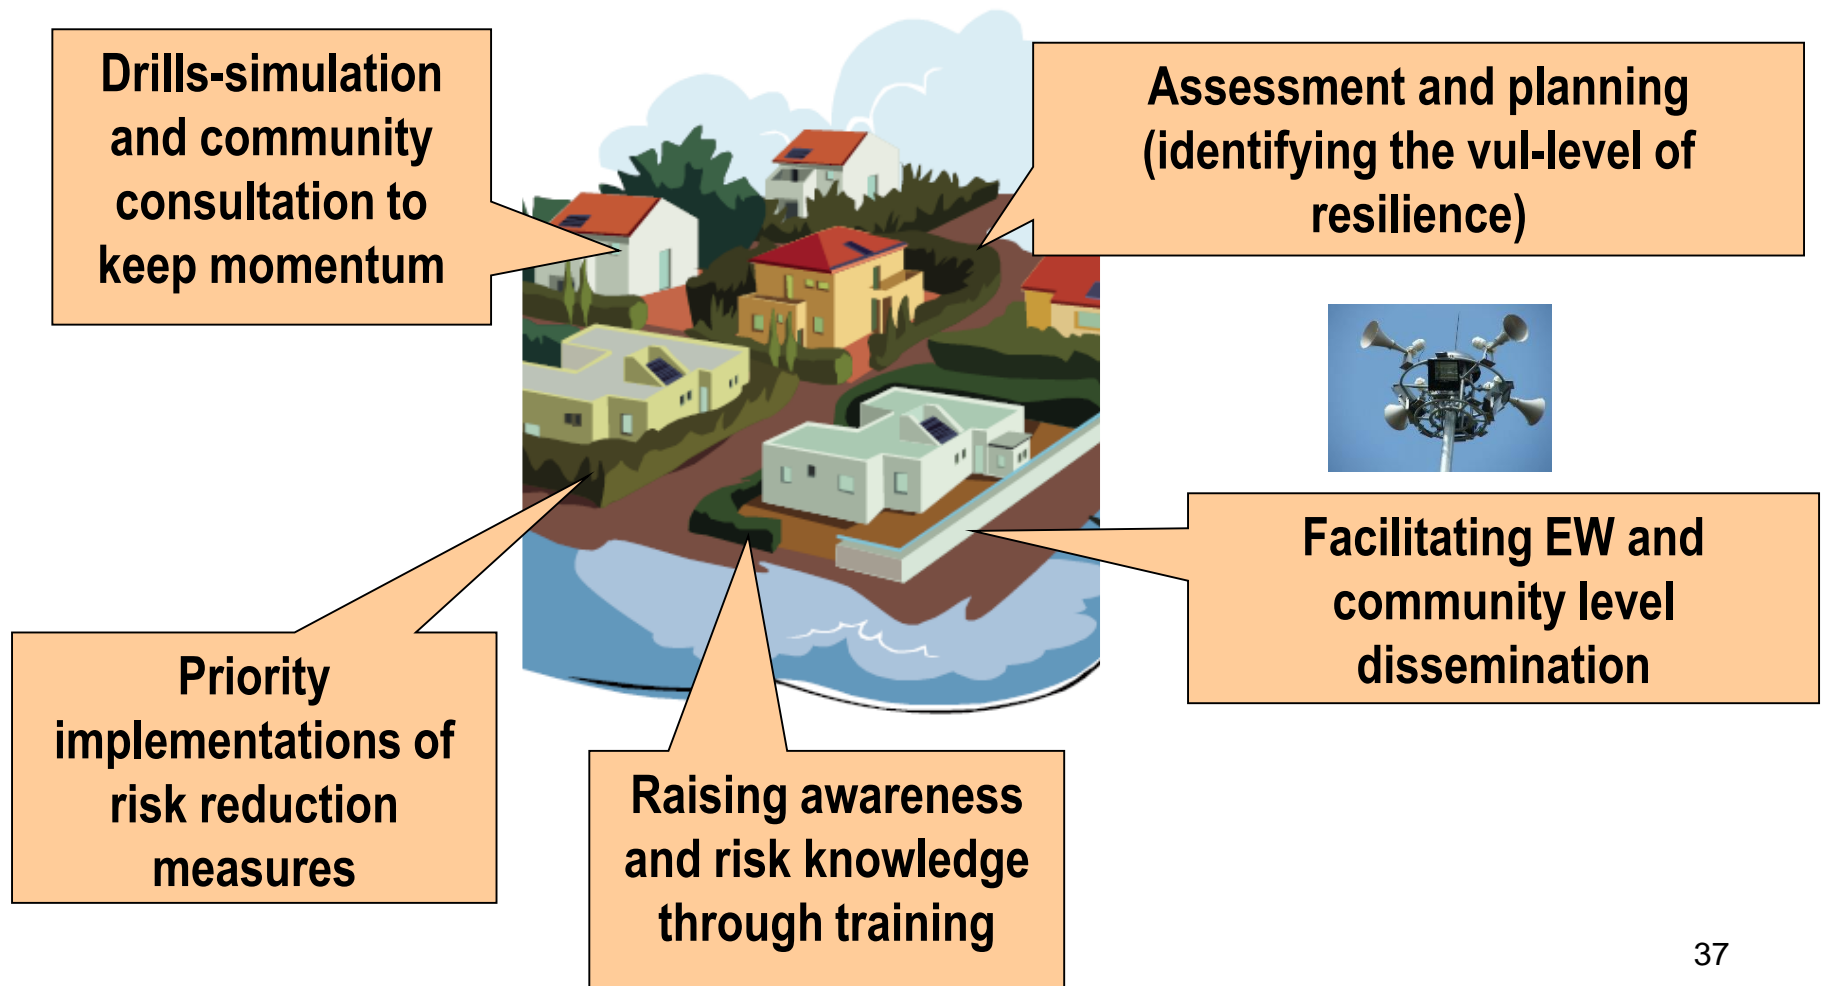 Drills-simulation
and community
consultation to
keep momentum
Assessment and planning
(identifying the vul-level of
resilience)
Facilitating EW and
community level
dissemination
Priority
implementations of
risk reduction
measures
Raising awareness
and risk knowledge
through training
37